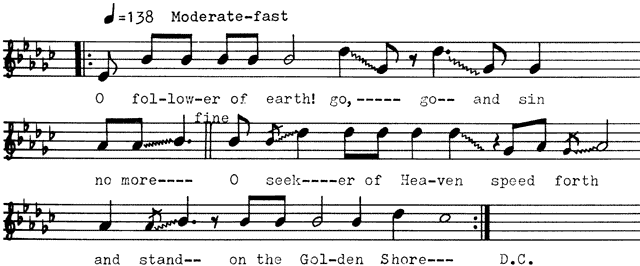 ♩=138 Moderate-fast
O fol-low-er of earth! go,----- go-- and sin
fine
no more---- O seek----er of Hea-ven speed forth
and stand-- on the Gol-den Shore--- D.C.